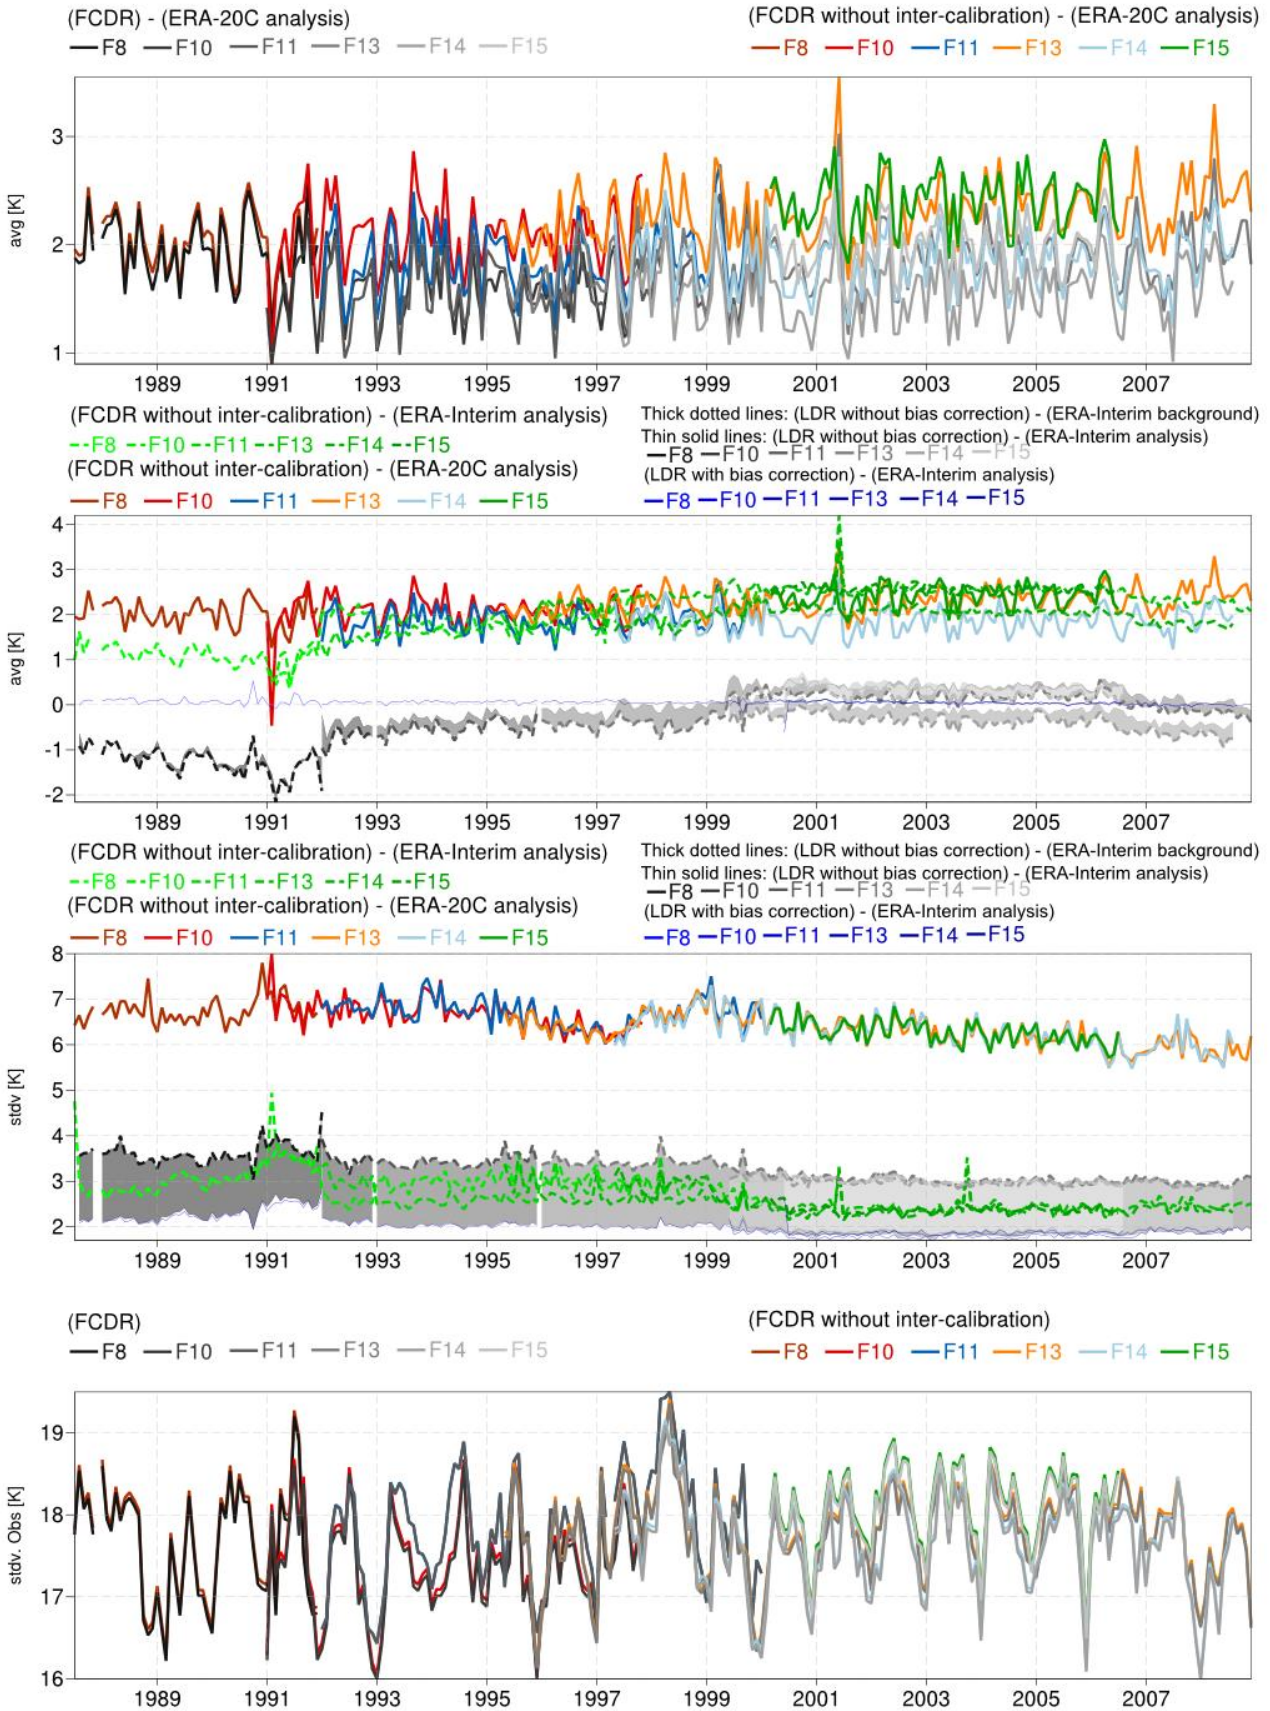 (FCDR) - (ERA-20C analysis)
F8 F10 F11 F13 F14 F15
(FCDR without inter-calibration) - (ERA-20C analysis)
F8 F10 F11 F13 F14 F15
avg [K]
3
2
1
1989 1991 1993 1995 1997 1999 2001 2003 2005 2007
(FCDR without inter-calibration) - (ERA-Interim analysis)
F8 F10 F11 F13 F14 F15
(FCDR without inter-calibration) - (ERA-20C analysis)
F8 F10 F11 F13 F14 F15
Thick dotted lines: (LDR without bias correction) - (ERA-Interim background)
Thin solid lines: (LDR without bias correction) - (ERA-Interim analysis)
F8 F10 F11 F13 F14 F15
(LDR with bias correction) - (ERA-Interim analysis)
F8 F10 F11 F13 F14 F15
avg [K]
4
3
2
1
0
-1
-2
1989 1991 1993 1995 1997 1999 2001 2003 2005 2007
(FCDR without inter-calibration) - (ERA-Interim analysis)
F8 F10 F11 F13 F14 F15
(FCDR without inter-calibration) - (ERA-20C analysis)
F8 F10 F11 F13 F14 F15
Thick dotted lines: (LDR without bias correction) - (ERA-Interim background)
Thin solid lines: (LDR without bias correction) - (ERA-Interim analysis)
F8 F10 F11 F13 F14 F15
(LDR with bias correction) - (ERA-Interim analysis)
F8 F10 F11 F13 F14 F15
stdv [K]
8
7
6
5
4
3
2
1989 1991 1993 1995 1997 1999 2001 2003 2005 2007
(FCDR)
F8 F10 F11 F13 F14 F15
(FCDR without inter-calibration)
F8 F10 F11 F13 F14 F15
stdv. Obs [K]
19
18
17
16
1989 1991 1993 1995 1997 1999 2001 2003 2005 2007